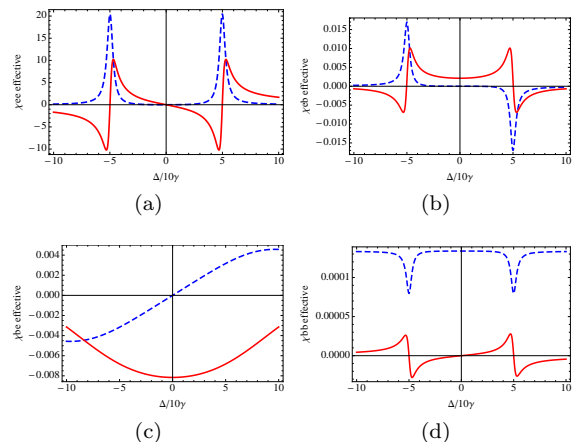 20
15
10
5
0
−5
−10
χee effective
−10 −5 0 5 10
Δ/10γ
(a)
0.015
0.010
0.005
0.000
−0.005
−0.010
−0.015
χeb effective
−10 −5 0 5 10
Δ/10γ
(b)
0.004
0.002
0.000
−0.002
−0.004
−0.006
−0.008
χbe effective
−10 −5 0 5 10
Δ/10γ
(c)
0.0001
0.00005
0.0000
χbb effective
−10 −5 0 5 10
Δ/10γ
(d)